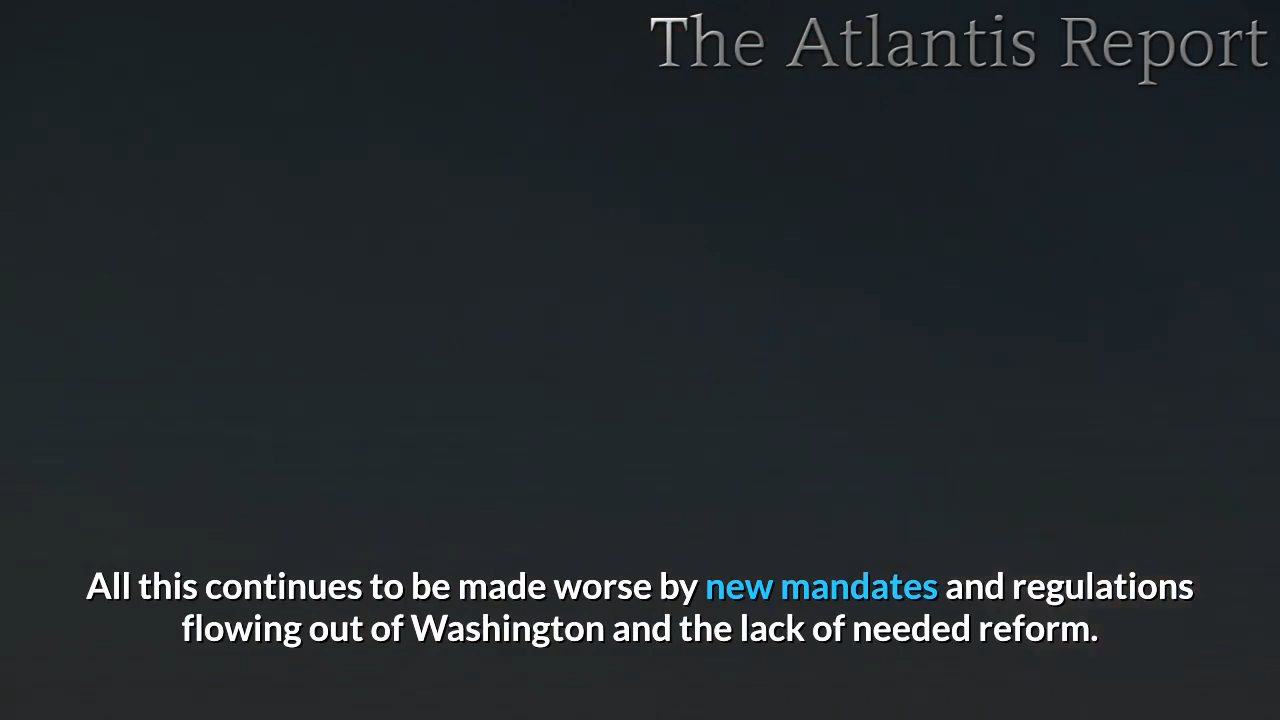 The Atlantis Report
All this continues to be made worse by new mandates and regulations
flowing out of Washington and the lack of needed reform.